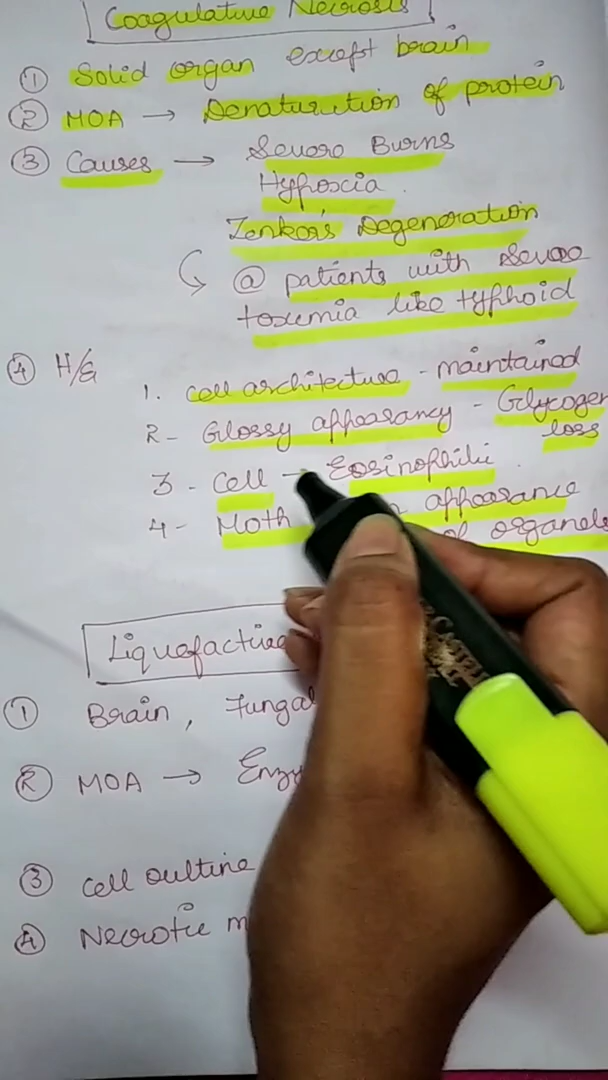 Coagulative Necrosis
① Solid organ except brain
② MOA → Denaturation of protein
③ Causes → Severe Burns
Hypoxia.
Zenker's Degeneration
@ patients with Severe
toxemia like typhoid
④ H/E
1. Cell architecture - maintained
2 - Glossy appearancy - Glycogen
loss
3 - Cell - Eosinophilic.
4 - Moth appearance
of organels
Liquefactive
① Brain, Fungal
② MOA →
③ Cell outline
④ Necrotic